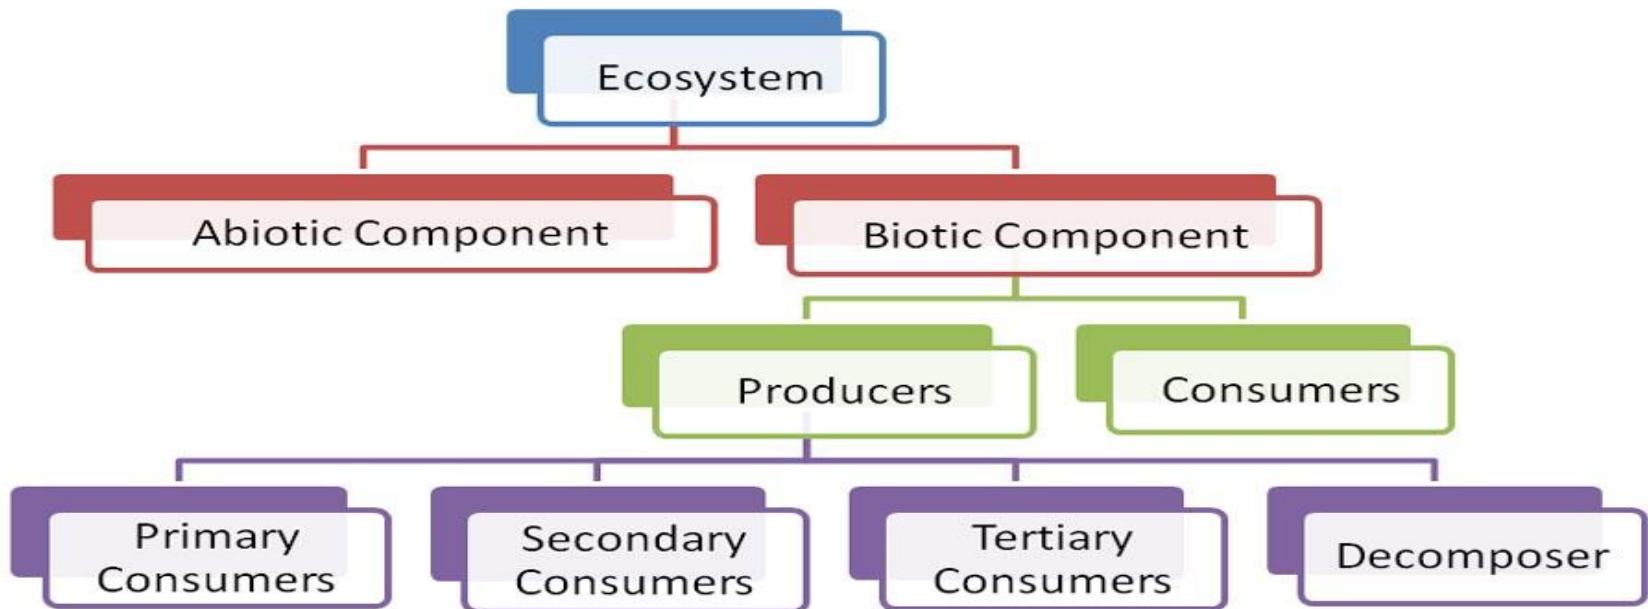 Ecosystem
Abiotic Component
Biotic Component
Producers
Consumers
Primary
Consumers
Secondary
Consumers
Tertiary
Consumers
Decomposer